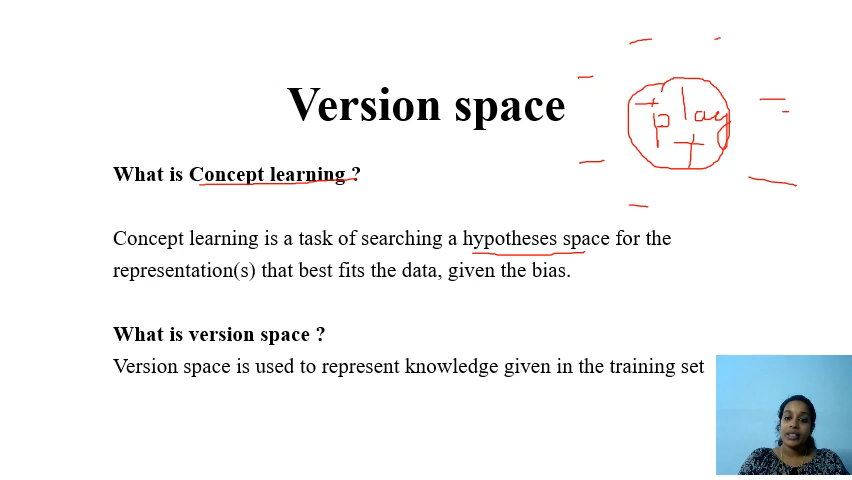 Version space
play
What is Concept learning ?
Concept learning is a task of searching a hypotheses space for the
representation(s) that best fits the data, given the bias.
What is version space ?
Version space is used to represent knowledge given in the training set